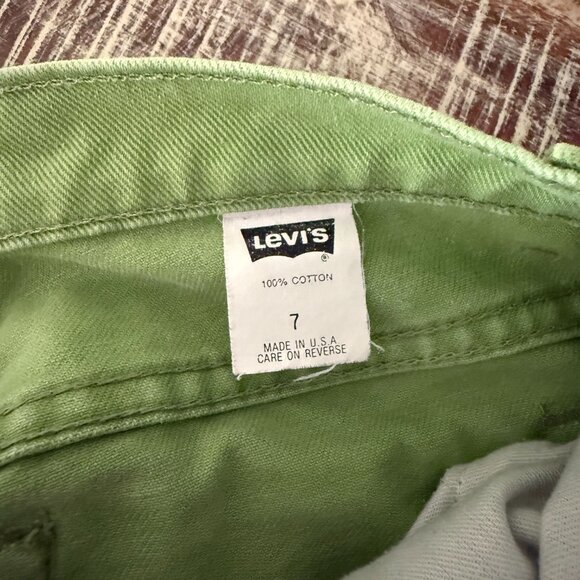 Levi's
®
100% COTTON
7
MADE IN U.S.A
CARE ON REVERSE